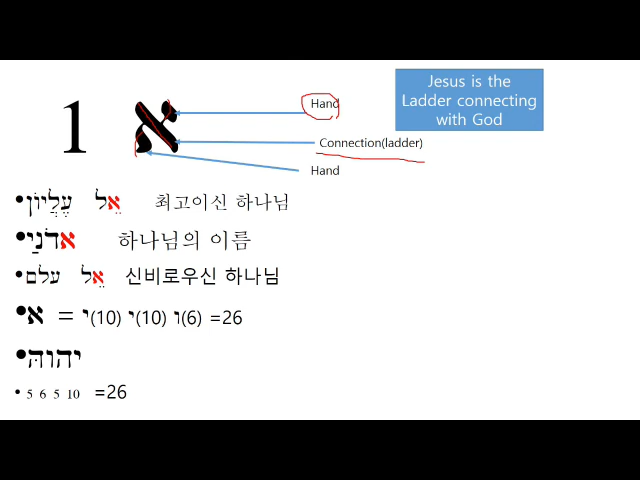 1 א
Hand
Connection(ladder)
Hand
Jesus is the
Ladder connecting
with God
•אֵל עֶלְיוֹן 최고이신 하나님
•אֹדֹנַי 하나님의 이름
•אֵל עלם 신비로우신 하나님
•א = י(10) י(10) ו(6) =26
•יהוה
• 5 6 5 10 =26